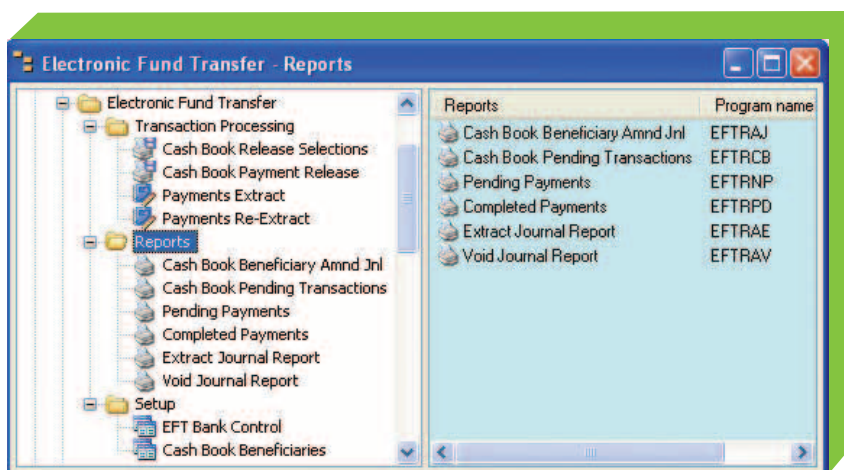 Electronic Fund Transfer - Reports
Electronic Fund Transfer
Transaction Processing
Cash Book Release Selections
Cash Book Payment Release
Payments Extract
Payments Re-Extract
Reports
Cash Book Beneficiary Amnd Jnl
Cash Book Pending Transactions
Pending Payments
Completed Payments
Extract Journal Report
Void Journal Report
Setup
EFT Bank Control
Cash Book Beneficiaries
Reports Program name
Cash Book Beneficiary Amnd Jnl EFTRAJ
Cash Book Pending Transactions EFTRCB
Pending Payments EFTRNP
Completed Payments EFTRPD
Extract Journal Report EFTRAE
Void Journal Report EFTRAV